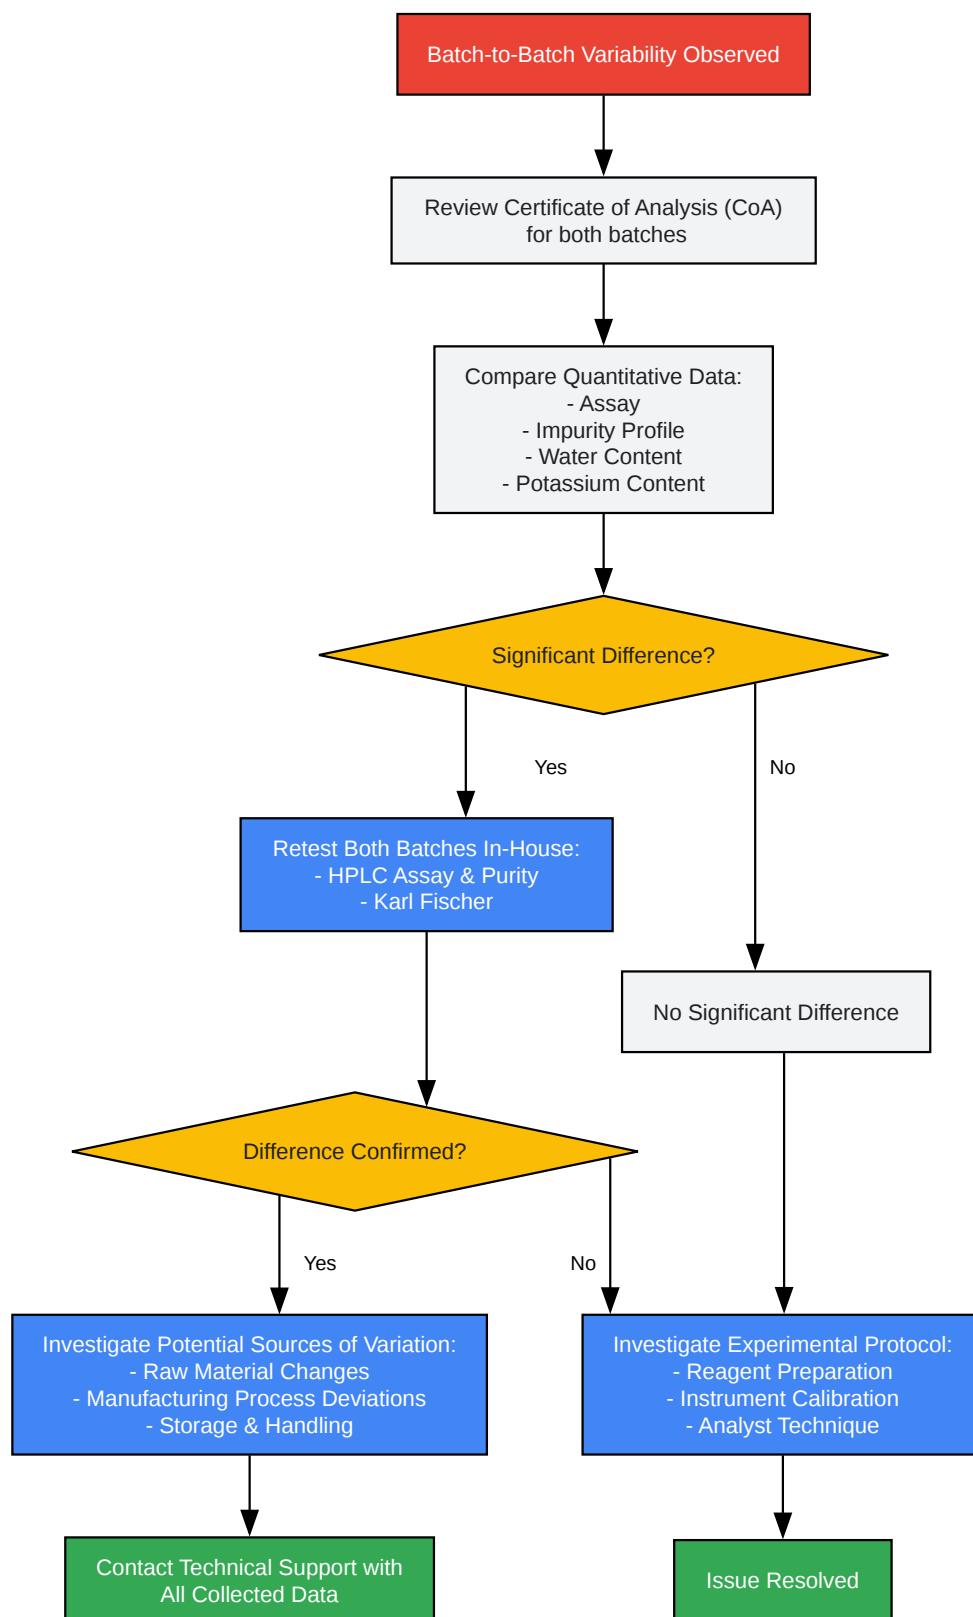 Batch-to-Batch Variability Observed
Review Certificate of Analysis (CoA)
for both batches
Compare Quantitative Data:
- Assay
- Impurity Profile
- Water Content
- Potassium Content
Significant Difference?
Yes
No
Retest Both Batches In-House:
- HPLC Assay & Purity
- Karl Fischer
No Significant Difference
Difference Confirmed?
Yes
No
Investigate Potential Sources of Variation:
- Raw Material Changes
- Manufacturing Process Deviations
- Storage & Handling
Investigate Experimental Protocol:
- Reagent Preparation
- Instrument Calibration
- Analyst Technique
Contact Technical Support with
All Collected Data
Issue Resolved